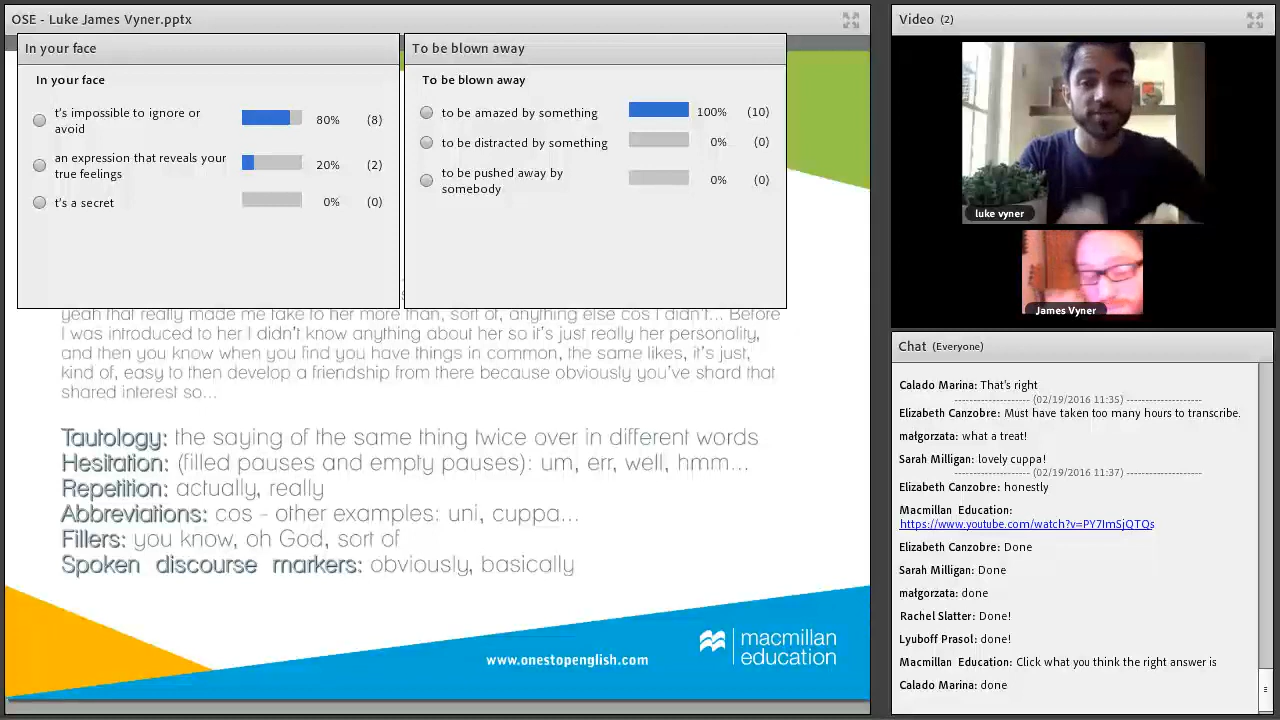 OSE - Luke James Vyner.pptx
In your face
In your face
t's impossible to ignore or
avoid
80%
(8)
an expression that reveals your
true feelings
20%
(2)
t's a secret
0%
(0)
To be blown away
To be blown away
to be amazed by something
100%
(10)
to be distracted by something
0%
(0)
to be pushed away by
somebody
0%
(0)
yeah that really made me take to her more than, sort of, anything else cos I didn't... Before
I was introduced to her I didn't know anything about her so it's just really her personality,
and then you know when you find you have things in common, the same likes, it's just,
kind of, easy to then develop a friendship from there because obviously you've shard that
shared interest so...
Tautology: the saying of the same thing twice over in different words
Hesitation: (filled pauses and empty pauses): um, err, well, hmm...
Repetition: actually, really
Abbreviations: cos - other examples: uni, cuppa...
Fillers: you know, oh God, sort of
Spoken discourse markers: obviously, basically
www.onestopenglish.com
macmillan
education
Video (2)
luke vyner
James Vyner
Chat (Everyone)
Calado Marina: That's right
-------------------- (02/19/2016 11:35) --------------------
Elizabeth Canzobre: Must have taken too many hours to transcribe.
małgorzata: what a treat!
Sarah Milligan: lovely cuppa!
-------------------- (02/19/2016 11:37) --------------------
Elizabeth Canzobre: honestly
Macmillan Education:
https://www.youtube.com/watch?v=PY7ImSjQTQs
Elizabeth Canzobre: Done
Sarah Milligan: Done
małgorzata: done
Rachel Slatter: Done!
Lyuboff Prasol: done!
Macmillan Education: Click what you think the right answer is
Calado Marina: done